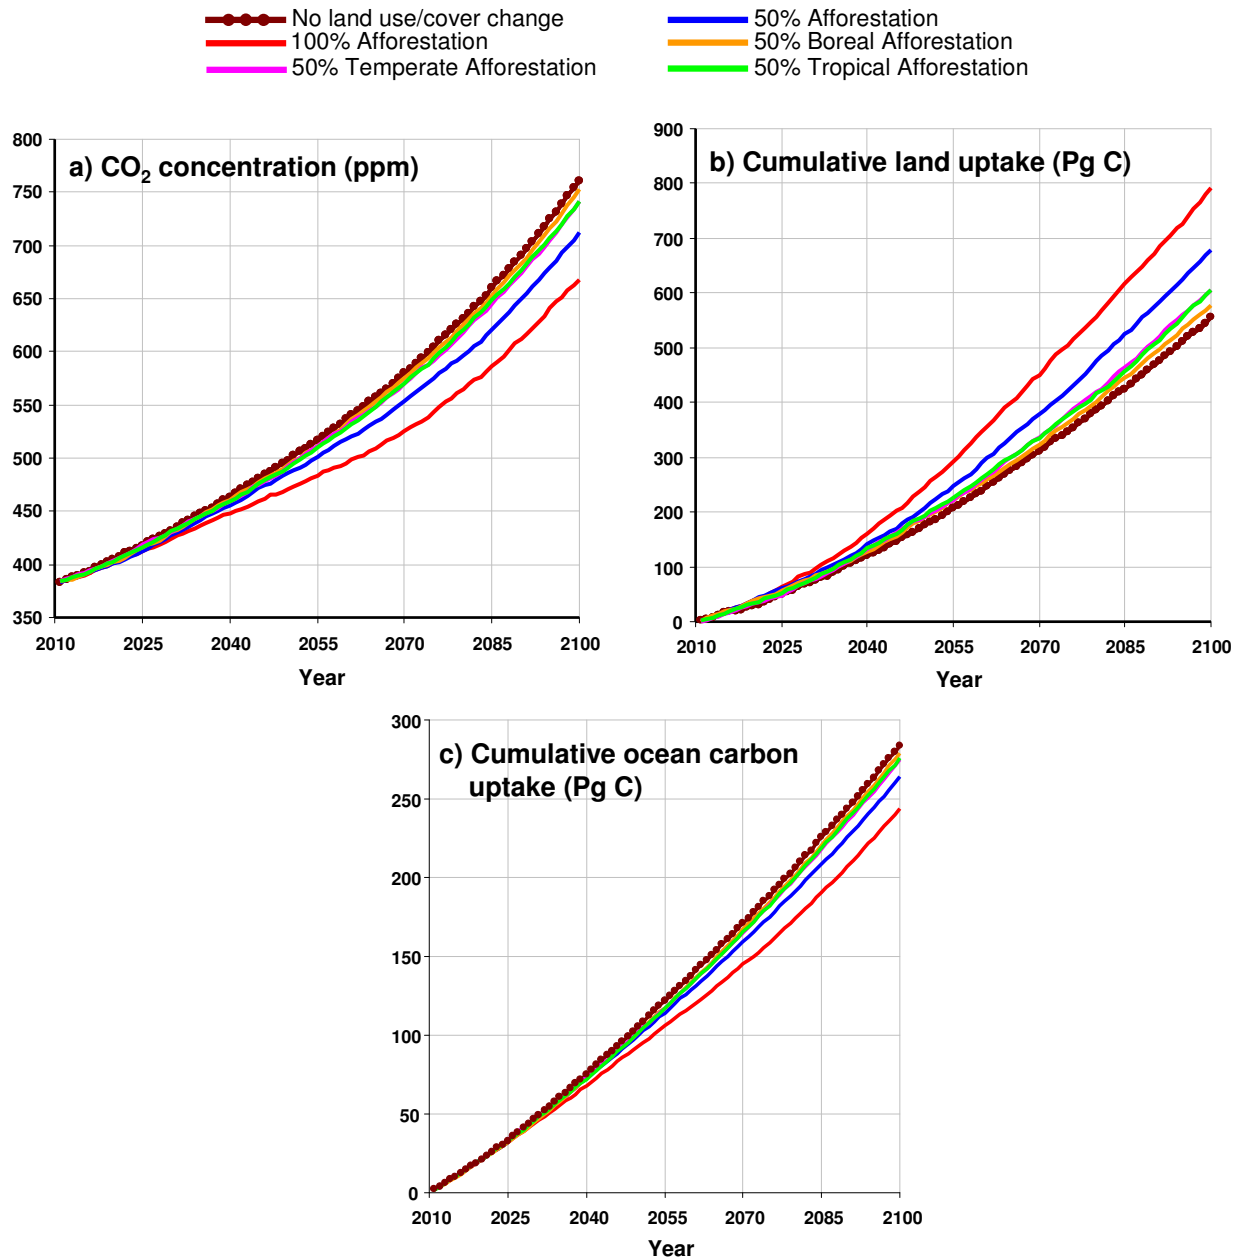 No land use/cover change
50% Afforestation
100% Afforestation
50% Boreal Afforestation
50% Temperate Afforestation
50% Tropical Afforestation
a) CO₂ concentration (ppm)
800
750
700
650
600
550
500
450
400
350
2010 2025 2040 2055 2070 2085 2100
Year
b) Cumulative land uptake (Pg C)
900
800
700
600
500
400
300
200
100
0
2010 2025 2040 2055 2070 2085 2100
Year
c) Cumulative ocean carbon
uptake (Pg C)
300
250
200
150
100
50
0
2010 2025 2040 2055 2070 2085 2100
Year